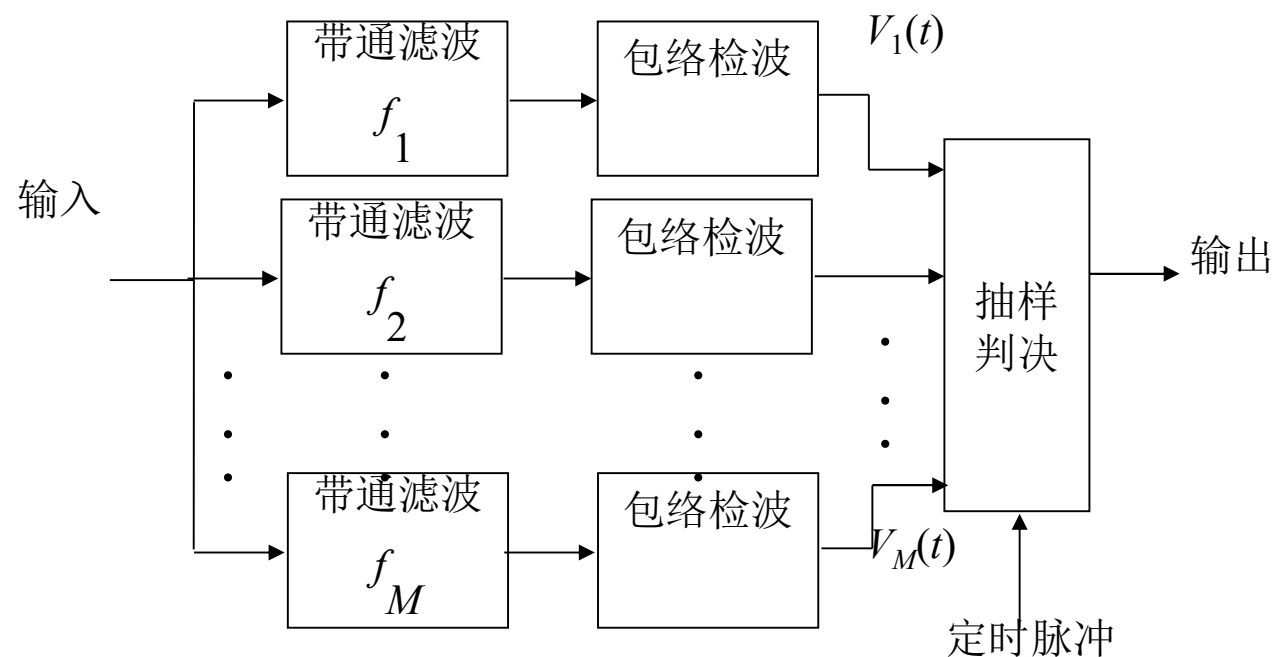 带通滤波
f1
包络检波
V1(t)
输入
带通滤波
f2
包络检波
抽样
判决
输出
带通滤波
fM
包络检波
VM(t)
定时脉冲